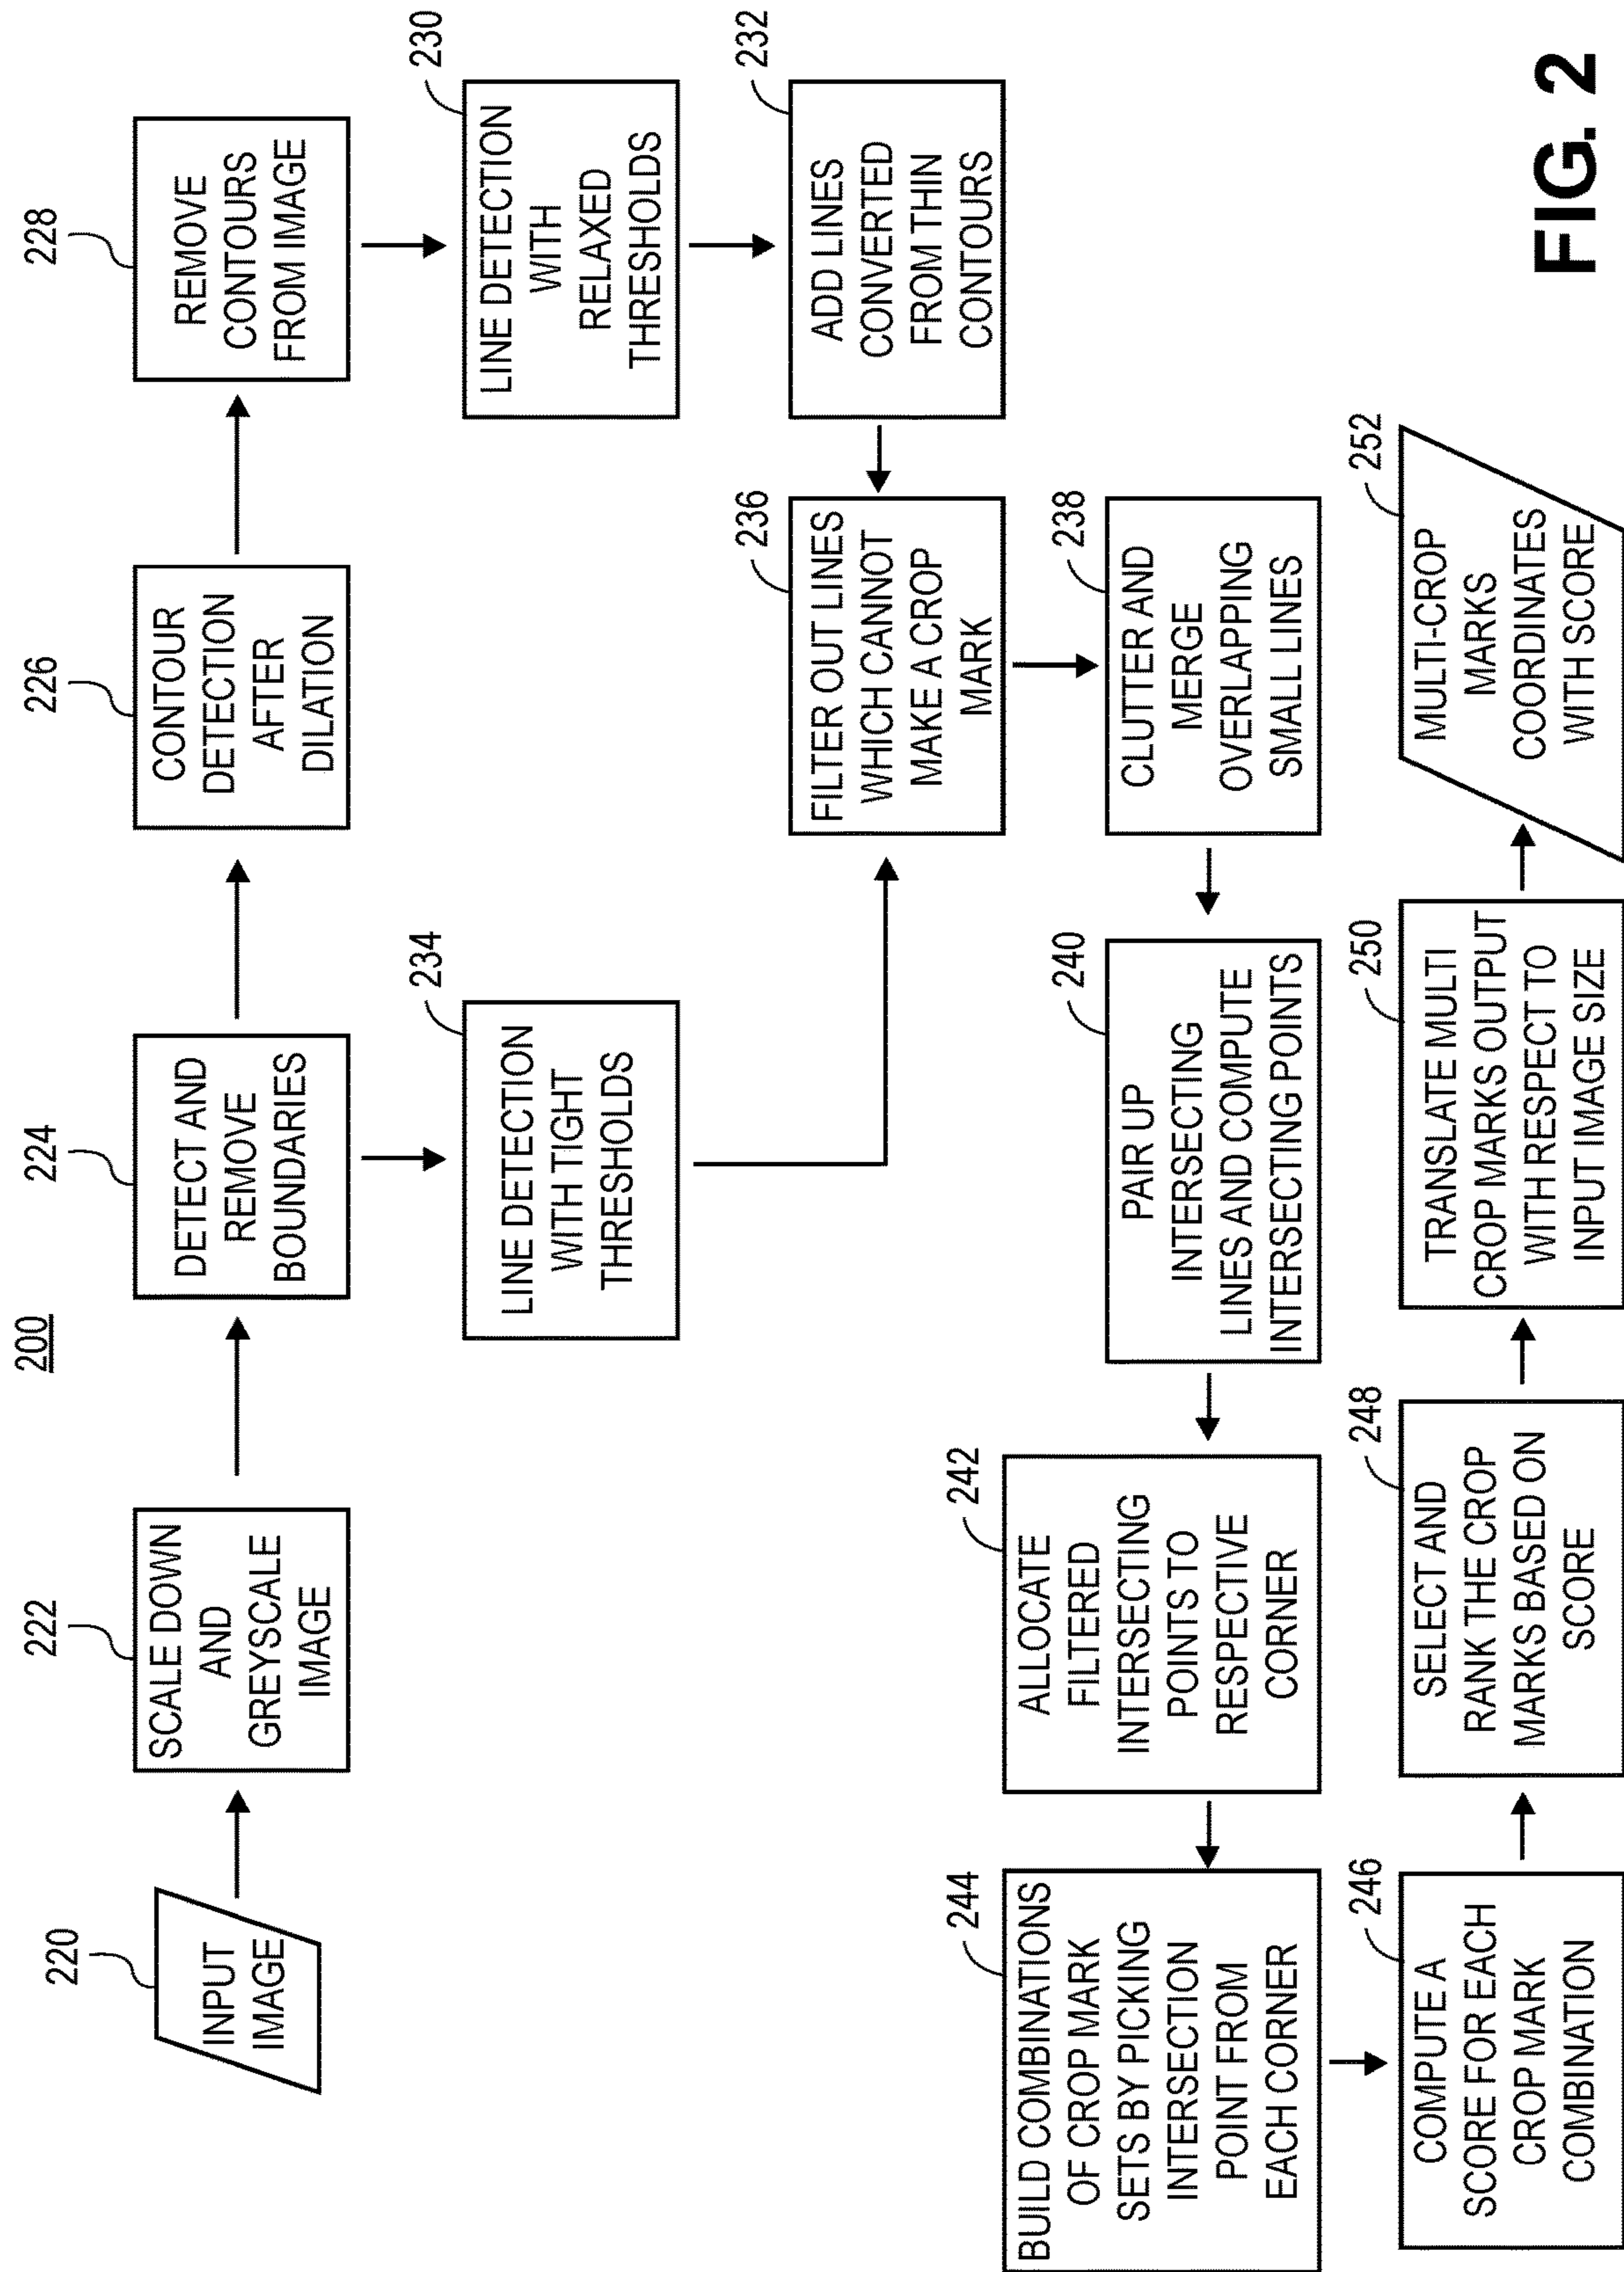 200
220
INPUT
IMAGE
222
SCALE DOWN
AND
GREYSCALE
IMAGE
224
DETECT AND
REMOVE
BOUNDARIES
226
CONTOUR
DETECTION
AFTER
DILATION
228
REMOVE
CONTOURS
FROM IMAGE
230
LINE DETECTION
WITH
RELAXED
THRESHOLDS
232
ADD LINES
CONVERTED
FROM THIN
CONTOURS
234
LINE DETECTION
WITH TIGHT
THRESHOLDS
236
FILTER OUT LINES
WHICH CANNOT
MAKE A CROP
MARK
238
CLUTTER AND
MERGE
OVERLAPPING
SMALL LINES
240
PAIR UP
INTERSECTING
LINES AND COMPUTE
INTERSECTING POINTS
242
ALLOCATE
FILTERED
INTERSECTING
POINTS TO
RESPECTIVE
CORNER
244
BUILD COMBINATIONS
OF CROP MARK
SETS BY PICKING
INTERSECTION
POINT FROM
EACH CORNER
246
COMPUTE A
SCORE FOR EACH
CROP MARK
COMBINATION
248
SELECT AND
RANK THE CROP
MARKS BASED ON
SCORE
250
TRANSLATE MULTI
CROP MARKS OUTPUT
WITH RESPECT TO
INPUT IMAGE SIZE
252
MULTI-CROP
MARKS
COORDINATES
WITH SCORE
FIG. 2